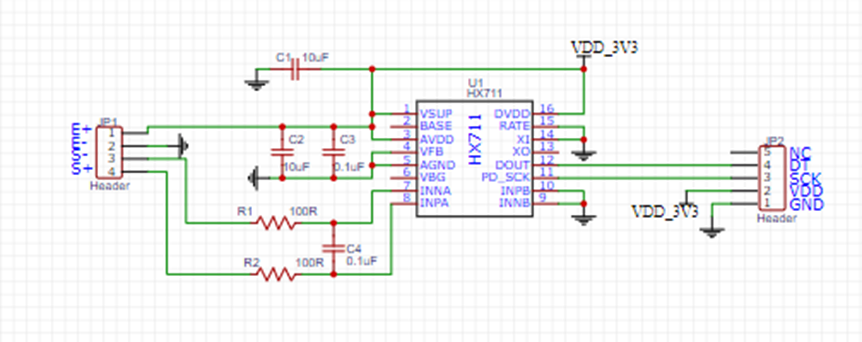 VDD_3V3
C1 10uF
U1
HX711
JP1
E+
E-
S-
S+
1
2
3
4
Header
C2
10uF
C3
0.1uF
1 VSUP DVDD 16
2 BASE RATE 15
3 AVDD XI 14
4 VFB XO 13
5 AGND DOUT 12
6 VBG PD_SCK 11
7 INNA INPB 10
8 INPA INNB 9
HX711
R1 100R
R2 100R
C4
0.1uF
JP2
5 NC
4 DT
3 SCK
2 VDD
1 GND
Header
VDD_3V3